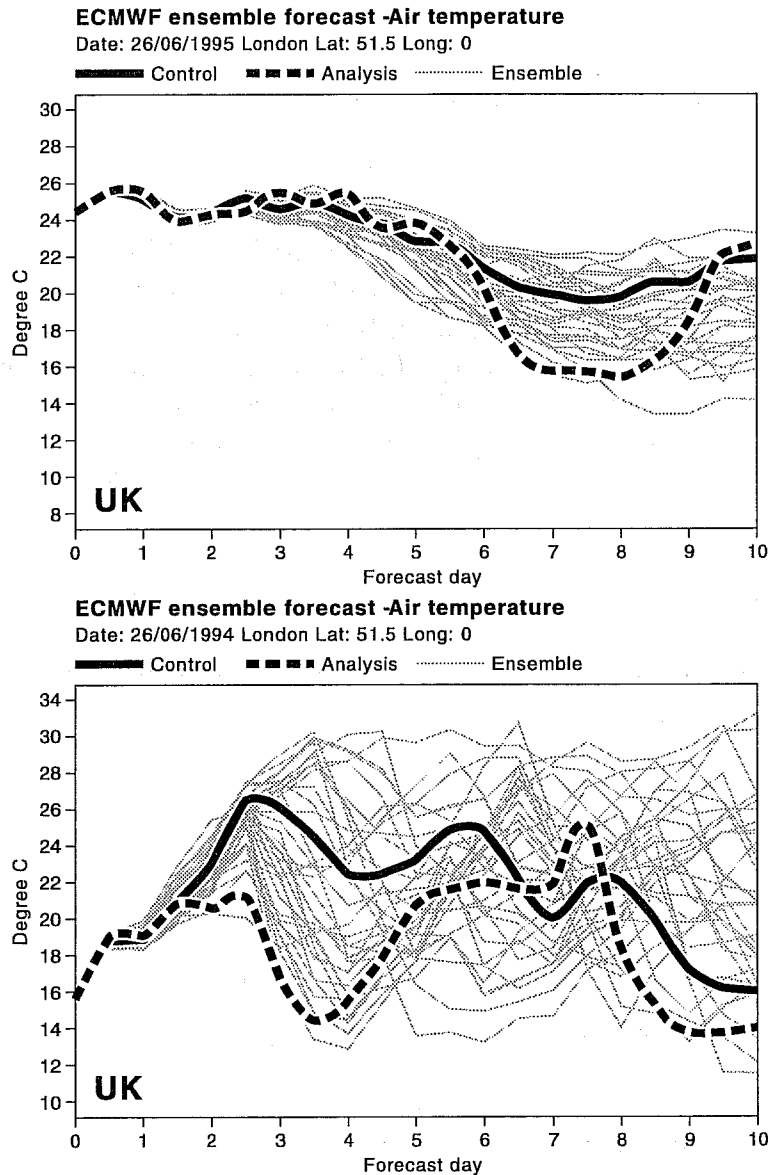 ECMWF ensemble forecast -Air temperature
Date: 26/06/1995 London Lat: 51.5 Long: 0
Control Analysis Ensemble
30
28
26
24
22
20
18
16
14
12
10
8
Degree C
UK
0 1 2 3 4 5 6 7 8 9 10
Forecast day
ECMWF ensemble forecast -Air temperature
Date: 26/06/1994 London Lat: 51.5 Long: 0
Control Analysis Ensemble
34
30
28
26
24
22
20
18
16
14
12
10
Degree C
UK
0 1 2 3 4 5 6 7 8 9 10
Forecast day